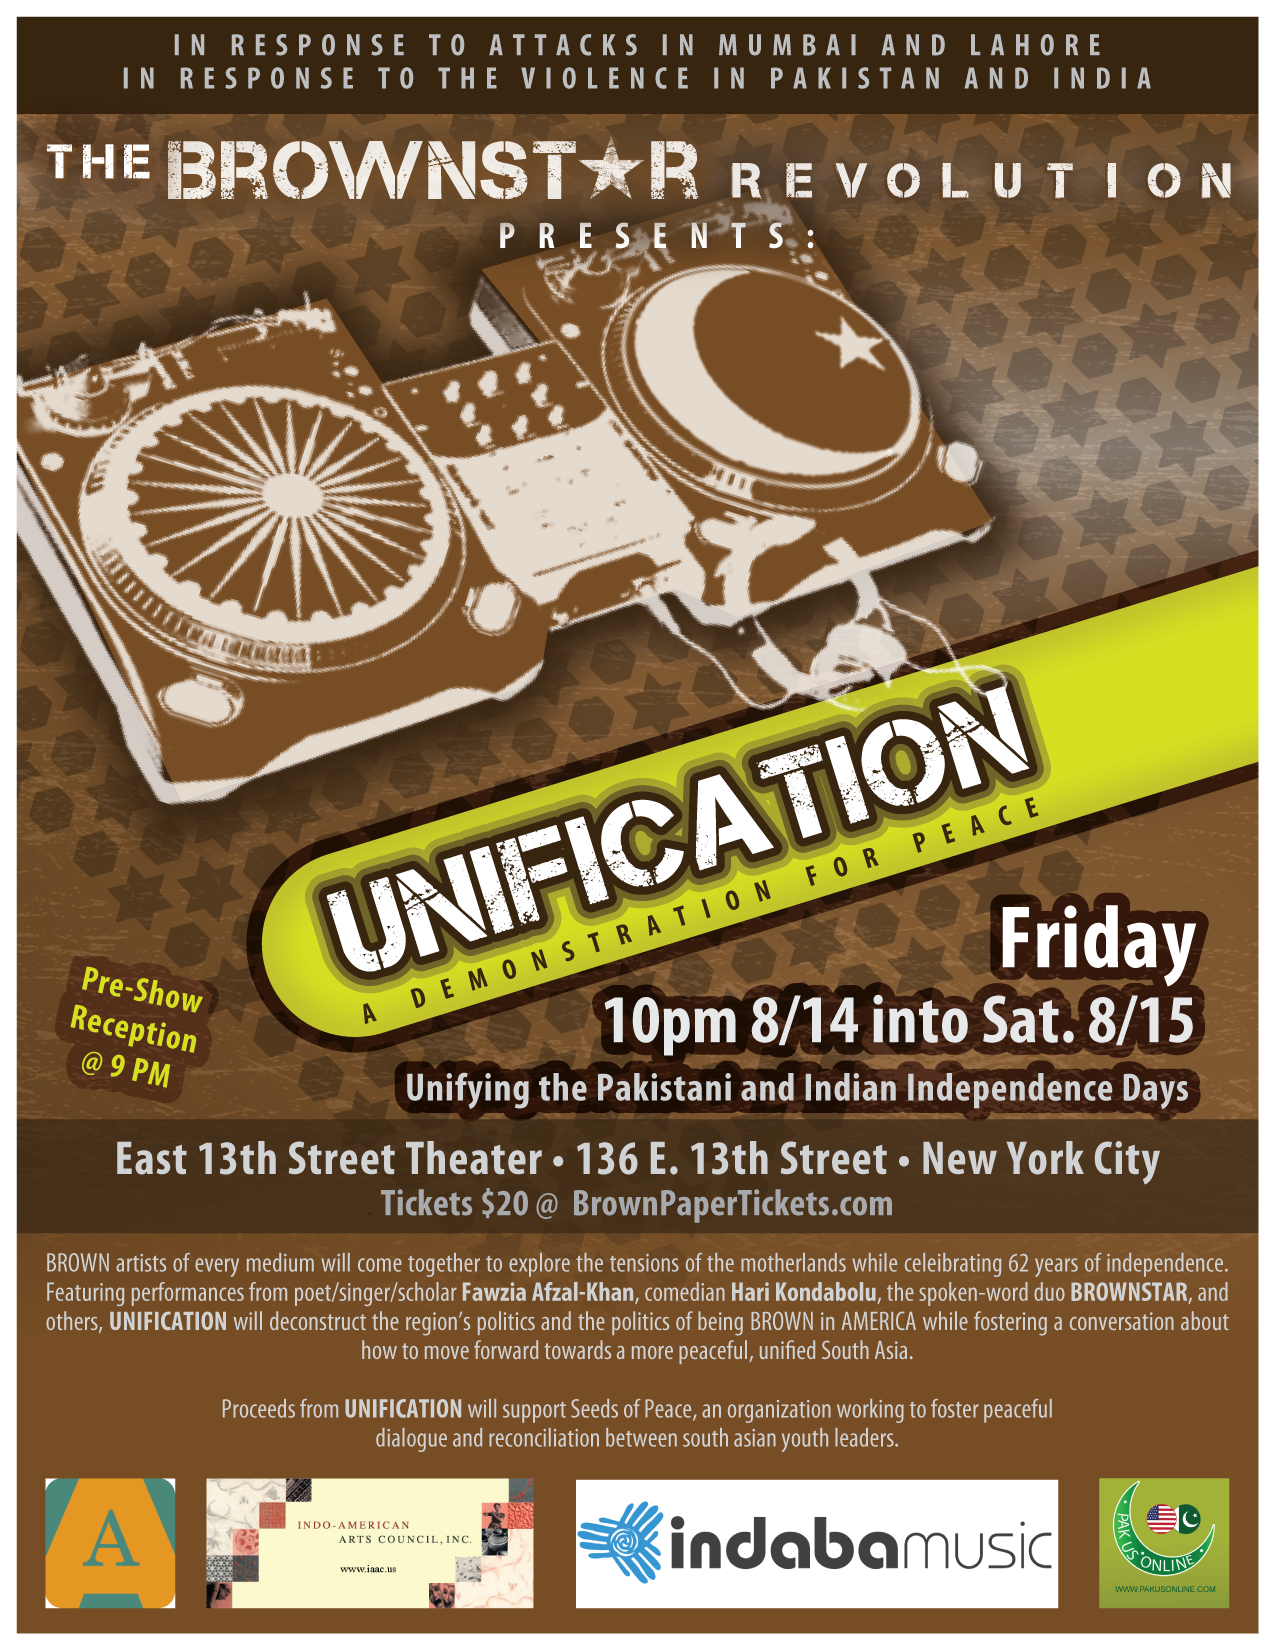 IN RESPONSE TO ATTACKS IN MUMBAI AND LAHORE
IN RESPONSE TO THE VIOLENCE IN PAKISTAN AND INDIA
THE BROWNSTAR REVOLUTION
PRESENTS:
UNIFICATION
A DEMONSTRATION FOR PEACE
Friday
10pm 8/14 into Sat. 8/15
Unifying the Pakistani and Indian Independence Days
Pre-Show
Reception
@ 9 PM
East 13th Street Theater • 136 E. 13th Street • New York City
Tickets $20 @ BrownPaperTickets.com
BROWN artists of every medium will come together to explore the tensions of the motherlands while celeibrating 62 years of independence.
Featuring performances from poet/singer/scholar Fawzia Afzal-Khan, comedian Hari Kondabolu, the spoken-word duo BROWNSTAR, and
others, UNIFICATION will deconstruct the region's politics and the politics of being BROWN in AMERICA while fostering a conversation about
how to move forward towards a more peaceful, unified South Asia.
Proceeds from UNIFICATION will support Seeds of Peace, an organization working to foster peaceful
dialogue and reconciliation between south asian youth leaders.
A
INDO-AMERICAN
ARTS COUNCIL, INC.
www.iaac.us
indabamusic
PAK US ONLINE
WWW.PAKUSONLINE.COM